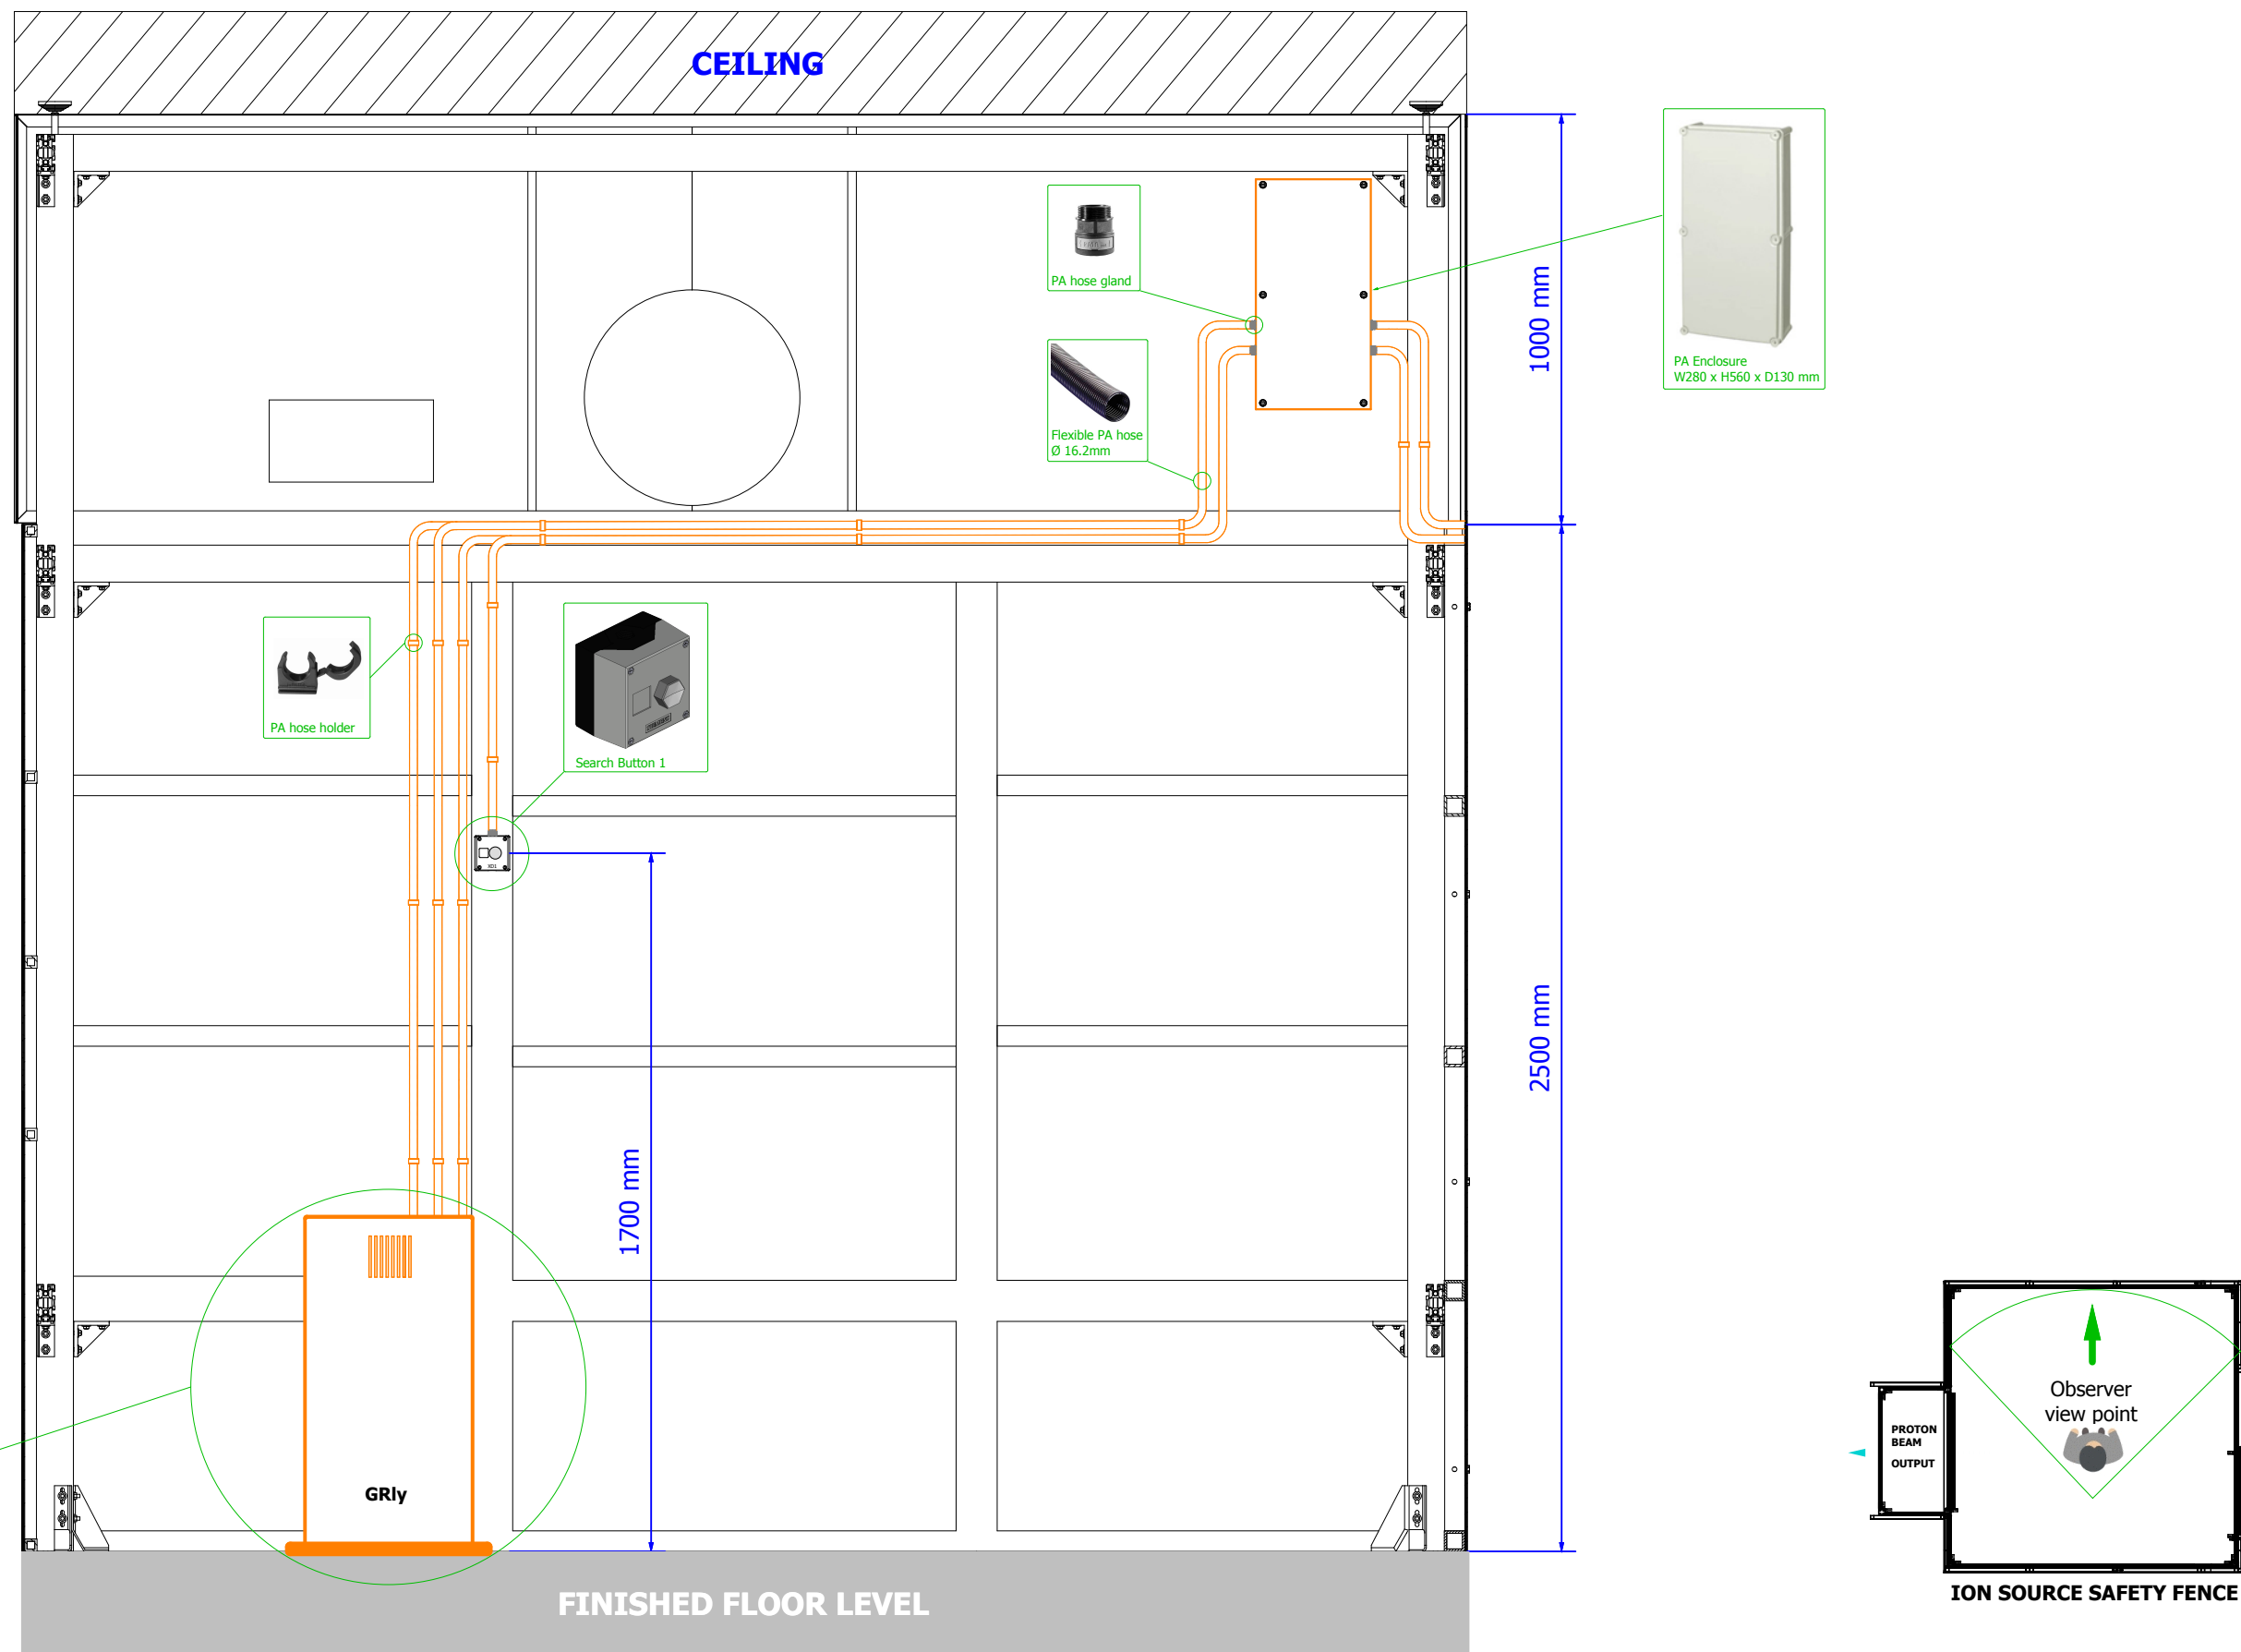 CEILING
PA hose gland
1000 mm
PA Enclosure
W280 x H560 x D130 mm
Flexible PA hose
Ø 16.2mm
PA hose holder
Search Button 1
XD1
2500 mm
1700 mm
GRly
Observer
view point
PROTON
BEAM
OUTPUT
FINISHED FLOOR LEVEL
ION SOURCE SAFETY FENCE